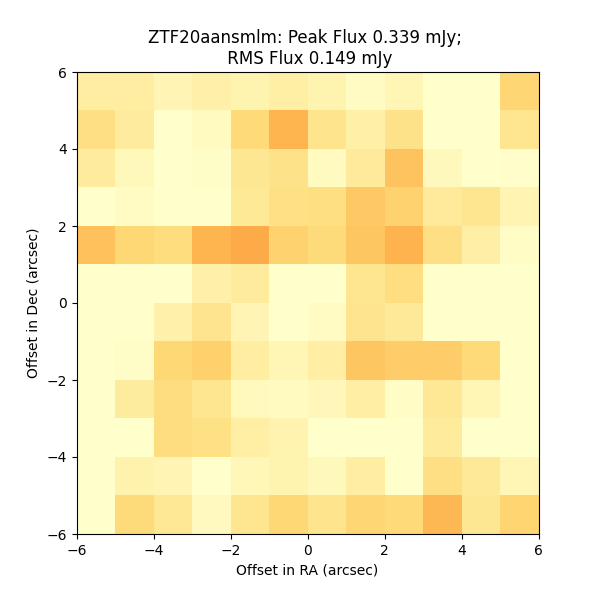 ZTF20aansmlm: Peak Flux 0.339 mJy;
RMS Flux 0.149 mJy
6
4
2
0
−2
−4
−6
Offset in Dec (arcsec)
−6 −4 −2 0 2 4 6
Offset in RA (arcsec)